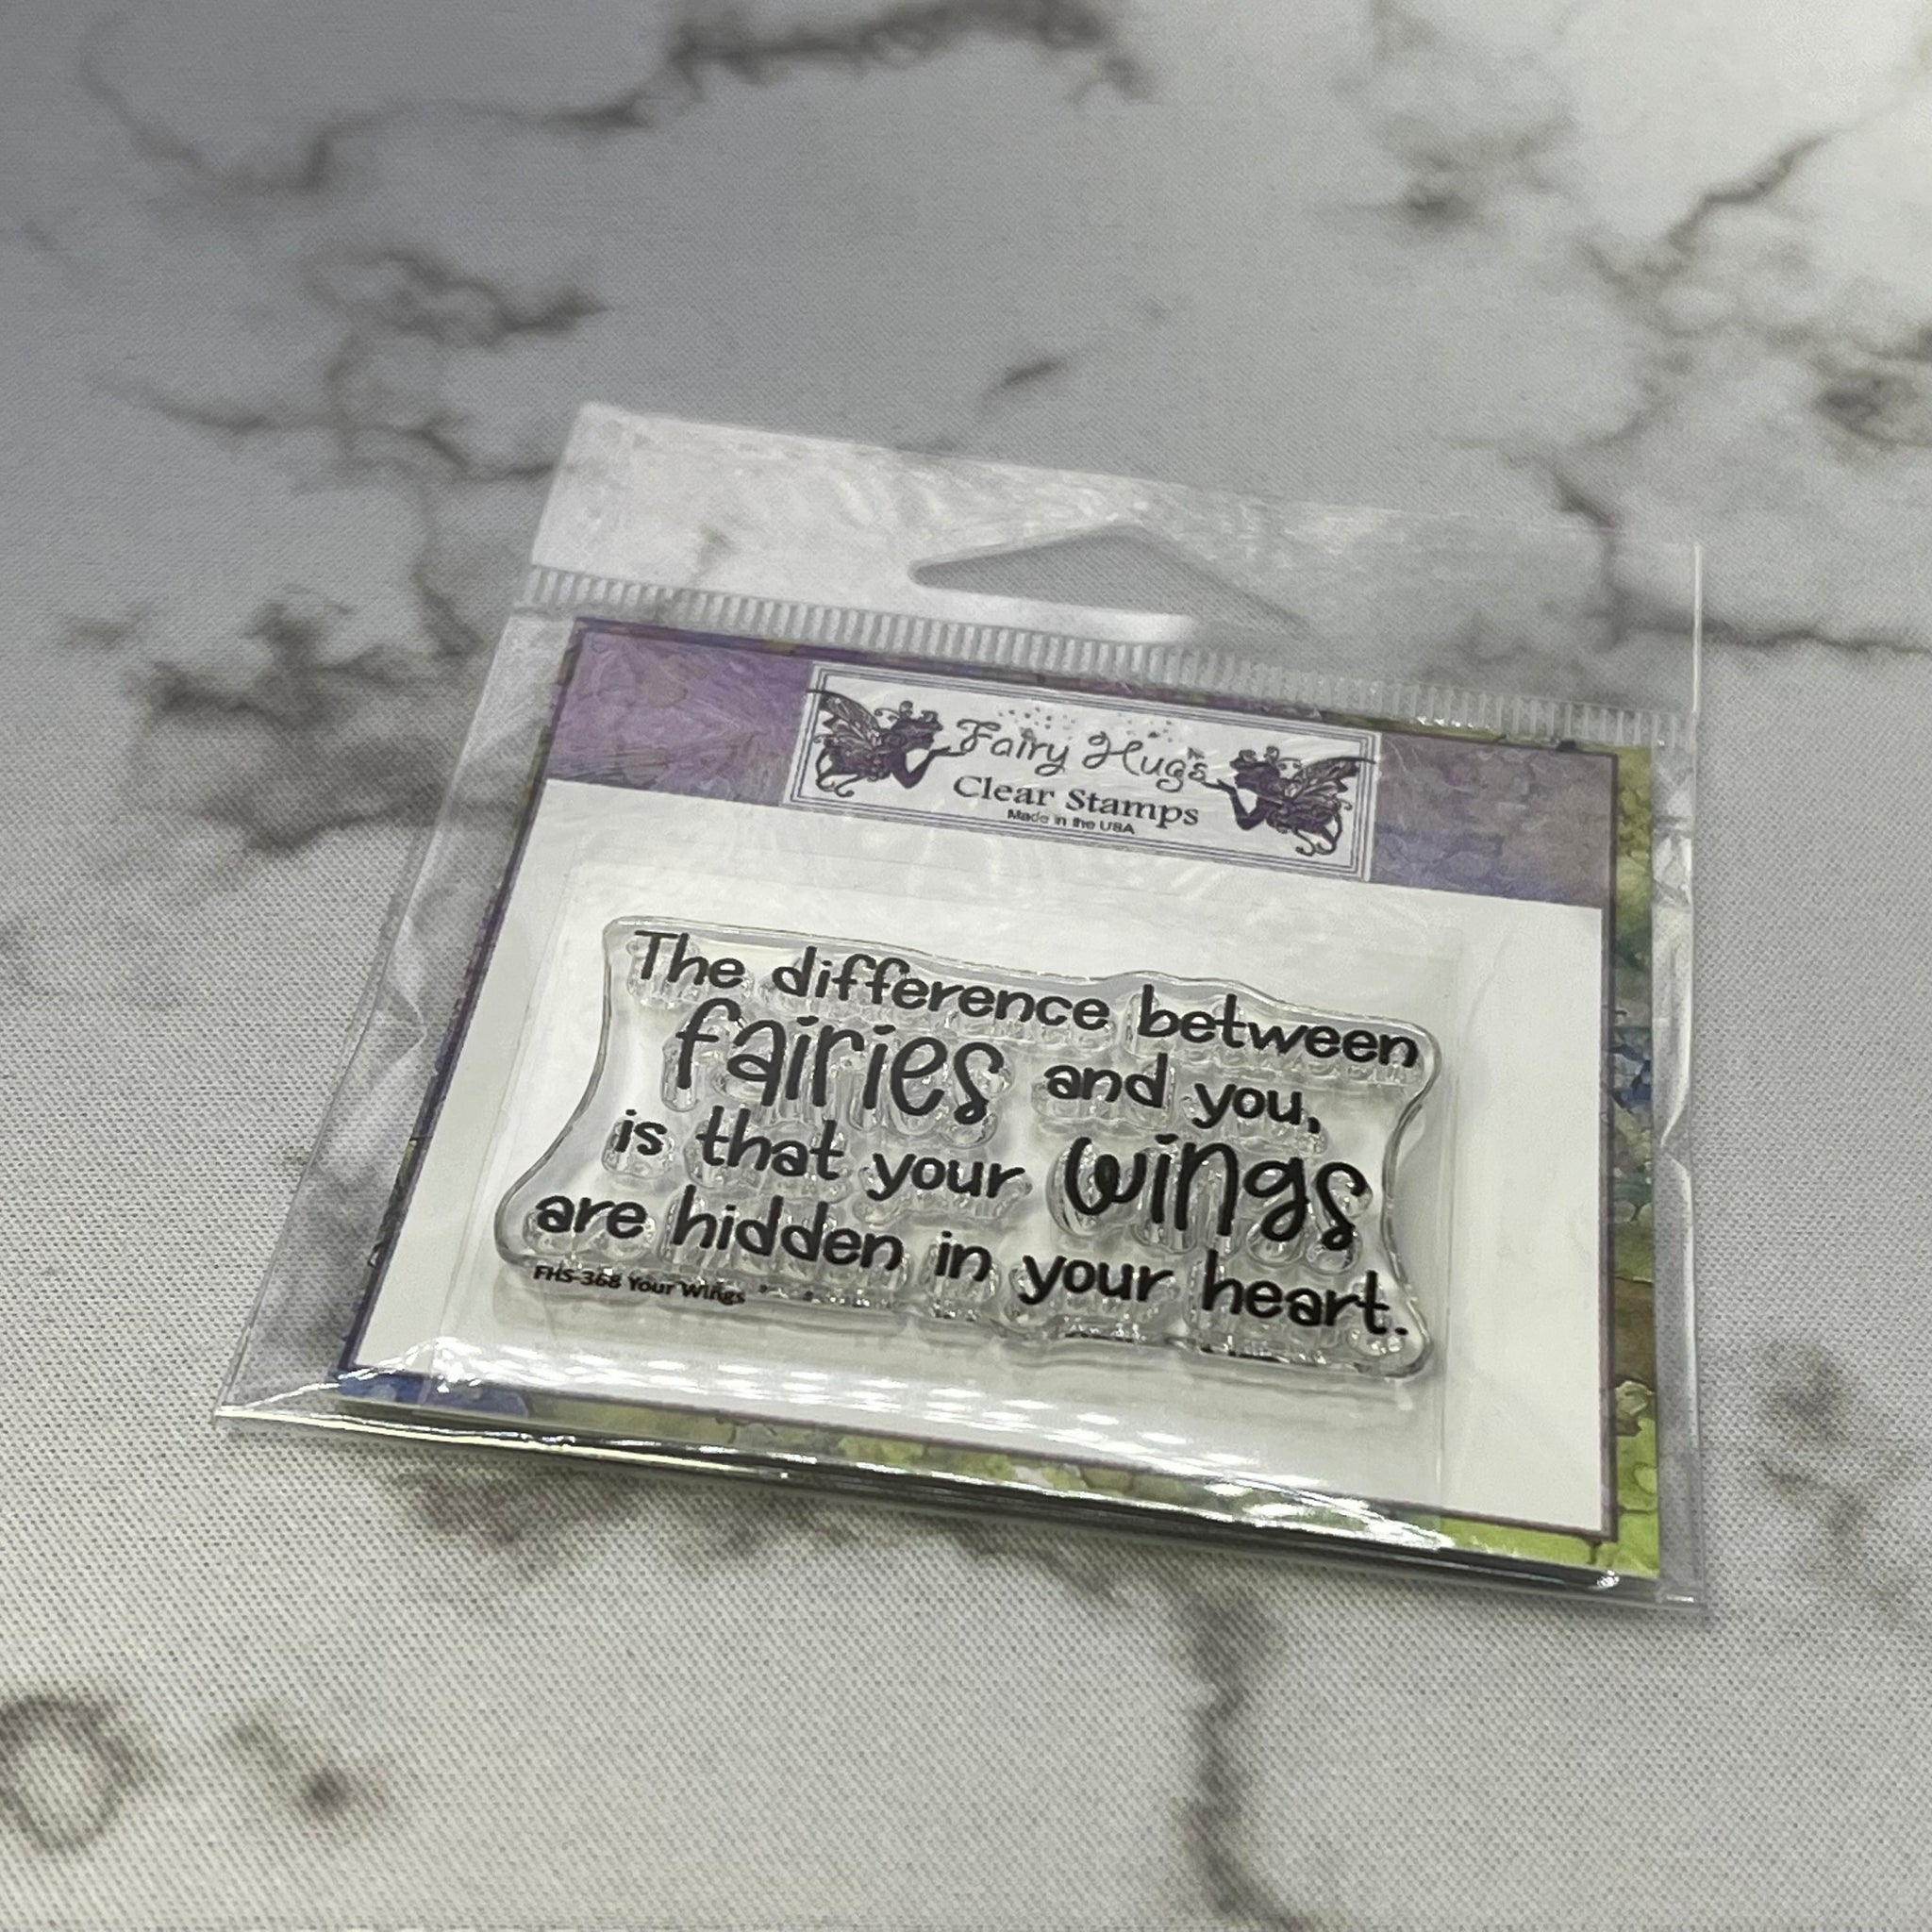 Fairy Hugs
Clear Stamps
Made in the USA
The difference between
fairies and you,
is that your wings
are hidden in your heart.
FHS-368 Your Wings